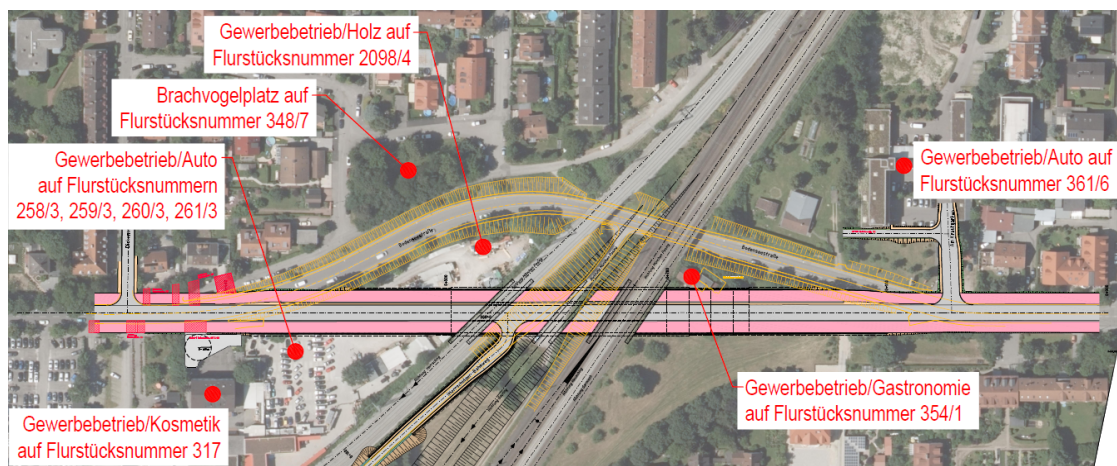 Gewerbebetrieb/Holz auf
Flurstücksnummer 2098/4
Brachvogelplatz auf
Flurstücksnummer 348/7
Gewerbebetrieb/Auto
auf Flurstücksnummern
258/3, 259/3, 260/3, 261/3
Gewerbebetrieb/Auto auf
Flurstücksnummer 361/6
Bodenseestraße
Bodenseestraße
Gewerbebetrieb/Kosmetik
auf Flurstücksnummer 317
Gewerbebetrieb/Gastronomie
auf Flurstücksnummer 354/1